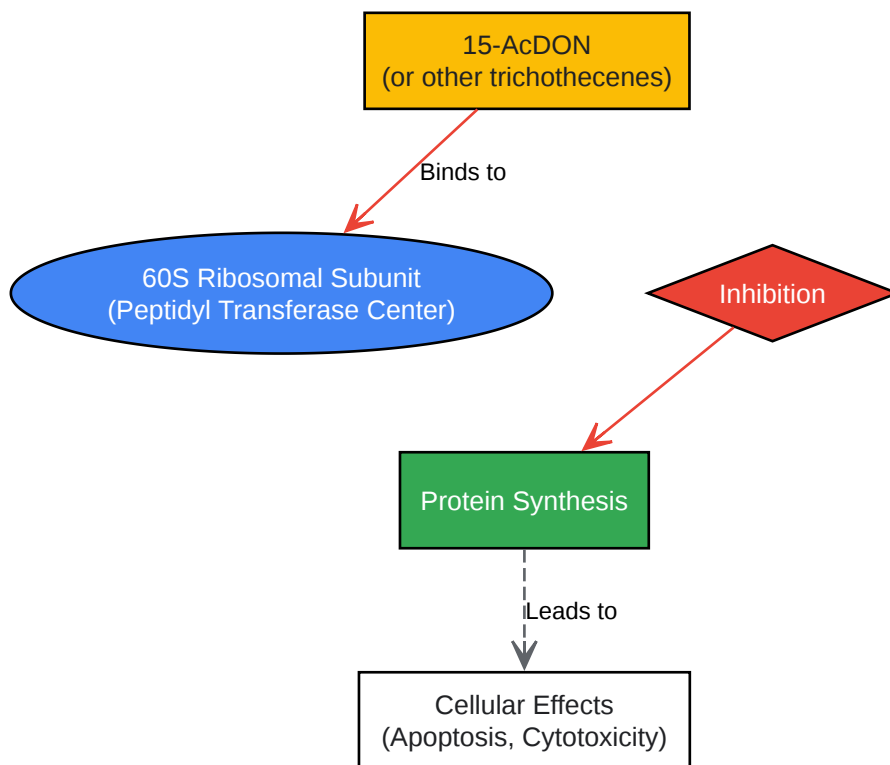 15-AcDON
(or other trichothecenes)
Binds to
60S Ribosomal Subunit
(Peptidyl Transferase Center)
Inhibition
Protein Synthesis
Leads to
Cellular Effects
(Apoptosis, Cytotoxicity)